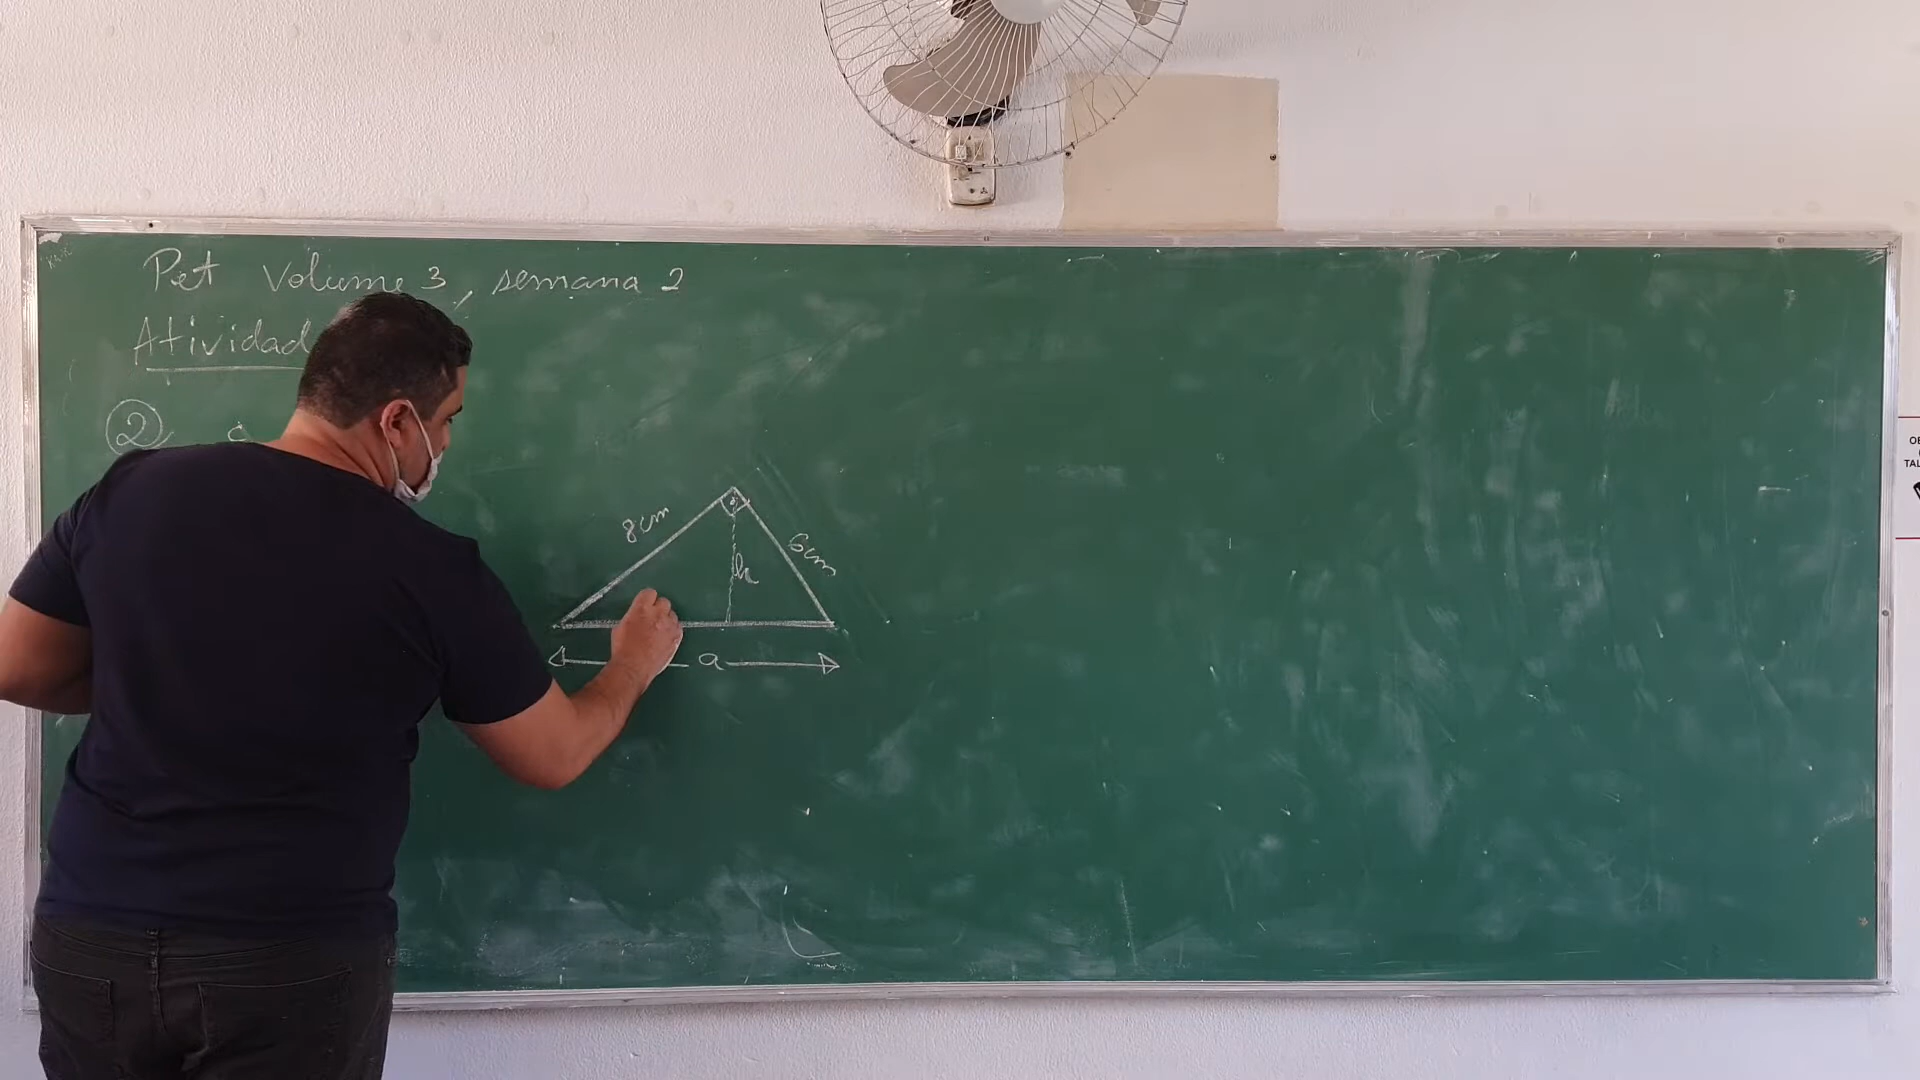 Pet Volume 3, semana 2
Atividad
2
8cm
6cm
h
a